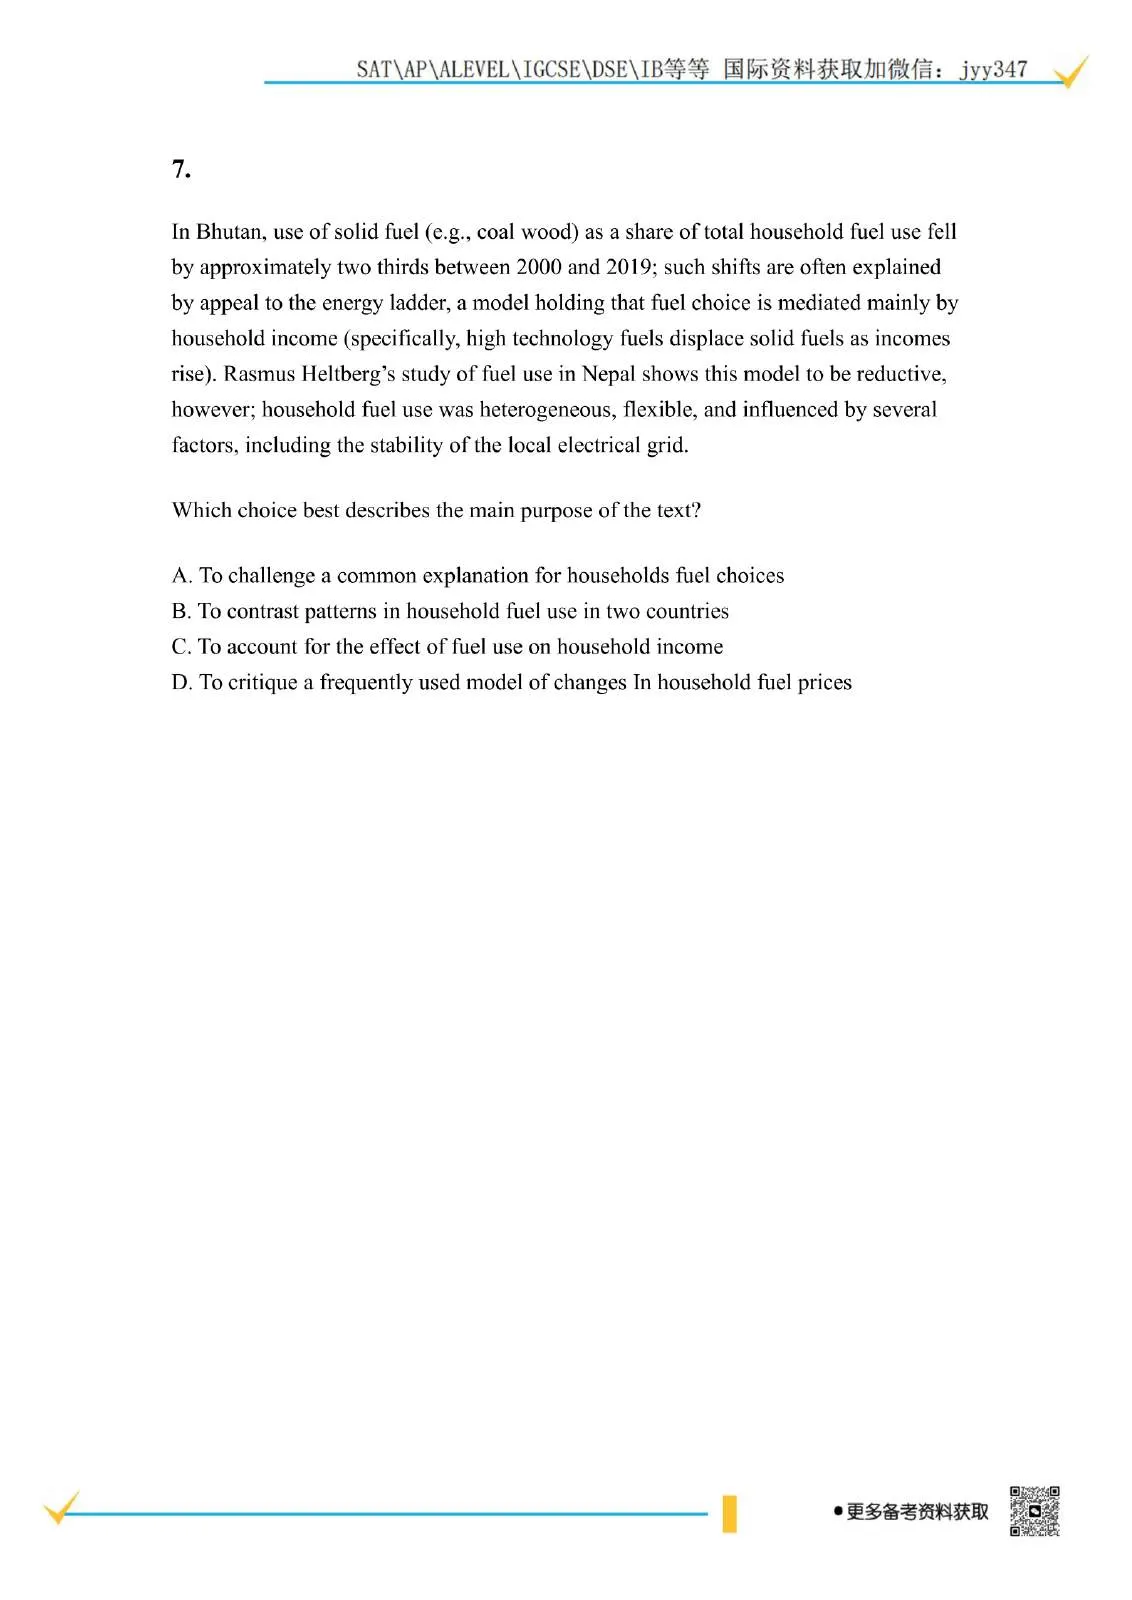 SAT\AP\ALEVEL\IGCSE\DSE\IB等等 国际资料获取加微信：jyy347
7.
In Bhutan, use of solid fuel (e.g., coal wood) as a share of total household fuel use fell
by approximately two thirds between 2000 and 2019; such shifts are often explained
by appeal to the energy ladder, a model holding that fuel choice is mediated mainly by
household income (specifically, high technology fuels displace solid fuels as incomes
rise). Rasmus Heltberg’s study of fuel use in Nepal shows this model to be reductive,
however; household fuel use was heterogeneous, flexible, and influenced by several
factors, including the stability of the local electrical grid.
Which choice best describes the main purpose of the text?
A. To challenge a common explanation for households fuel choices
B. To contrast patterns in household fuel use in two countries
C. To account for the effect of fuel use on household income
D. To critique a frequently used model of changes In household fuel prices
•更多备考资料获取